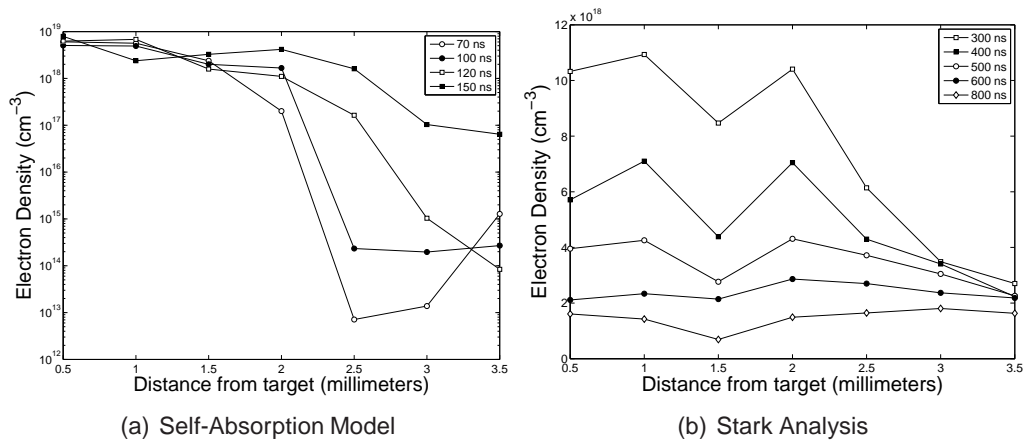 10^19
10^18
10^17
10^16
10^15
10^14
10^13
10^12
0.5 1 1.5 2 2.5 3 3.5
Electron Density (cm−3)
Distance from target (millimeters)
70 ns
100 ns
120 ns
150 ns
(a) Self-Absorption Model
x 10^18
12
10
8
6
4
2
0
0.5 1 1.5 2 2.5 3 3.5
Electron Density (cm−3)
Distance from target (millimeters)
300 ns
400 ns
500 ns
600 ns
800 ns
(b) Stark Analysis